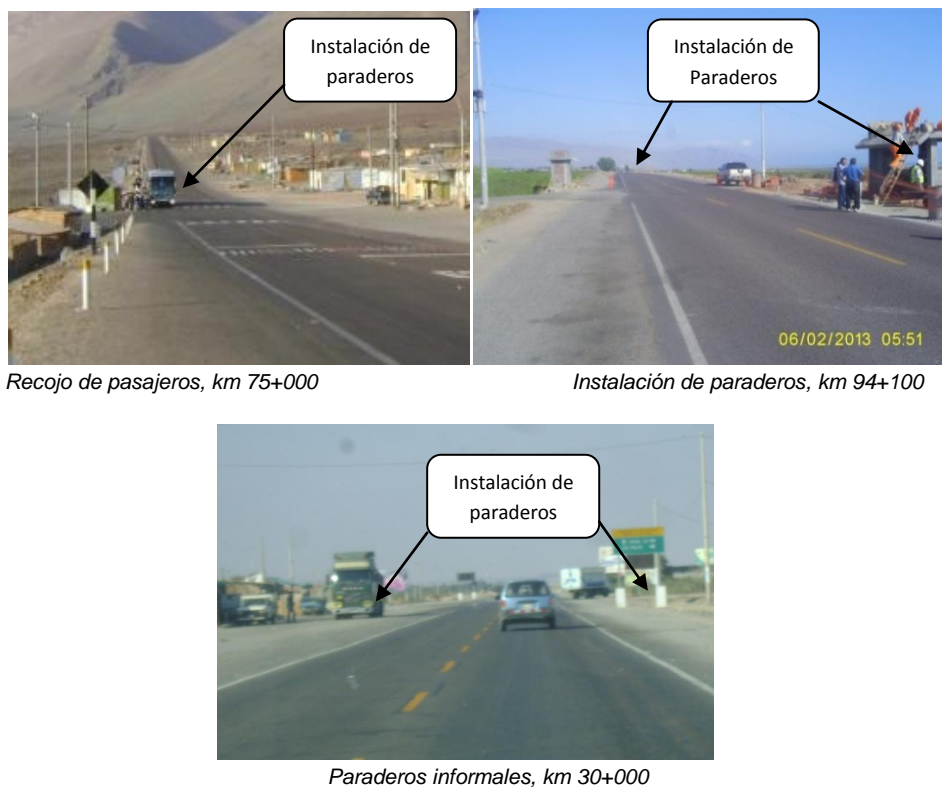 Instalación de
paraderos
Instalación de
Paraderos
06/02/2013 05:51
Recojo de pasajeros, km 75+000
Instalación de paraderos, km 94+100
Instalación de
paraderos
Paraderos informales, km 30+000